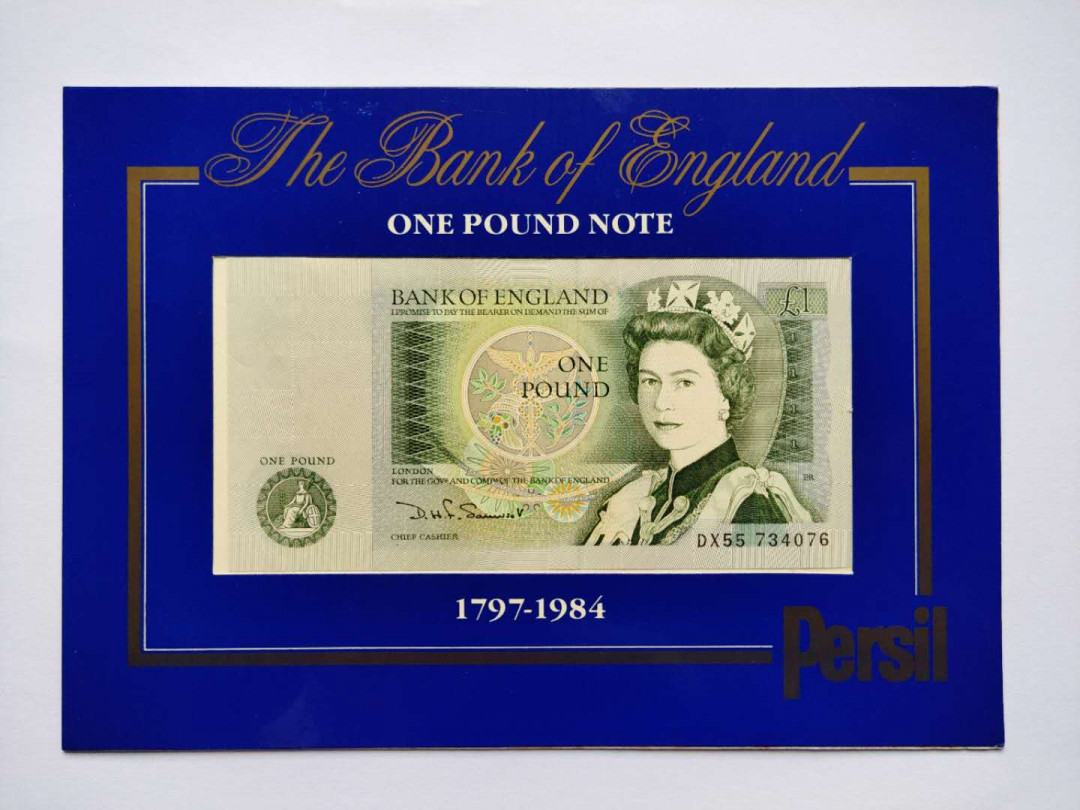 The Bank of England
ONE POUND NOTE
BANK OF ENGLAND
I PROMISE TO PAY THE BEARER ON DEMAND THE SUM OF
£1
ONE
POUND
ONE POUND
LONDON
FOR THE GOVR AND COMPA OF THE BANK OF ENGLAND
CHIEF CASHIER
DX55 734076
1797-1984
Persil